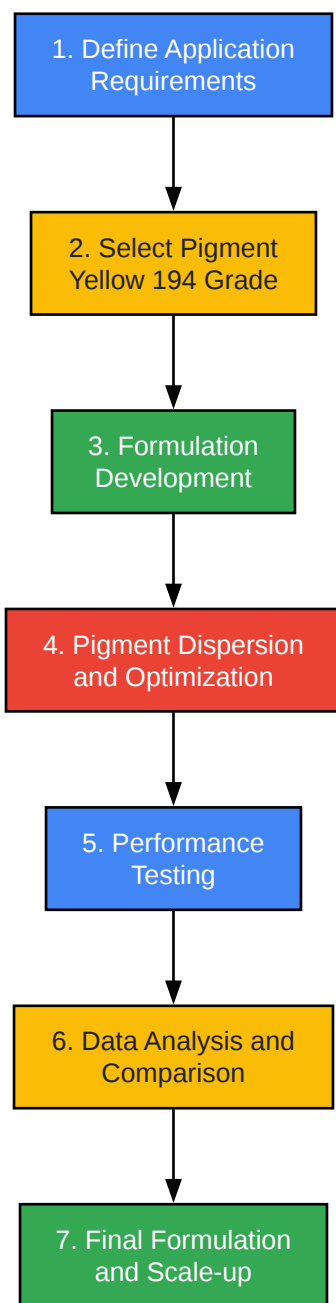 1. Define Application
Requirements
2. Select Pigment
Yellow 194 Grade
3. Formulation
Development
4. Pigment Dispersion
and Optimization
5. Performance
Testing
6. Data Analysis and
Comparison
7. Final Formulation
and Scale-up